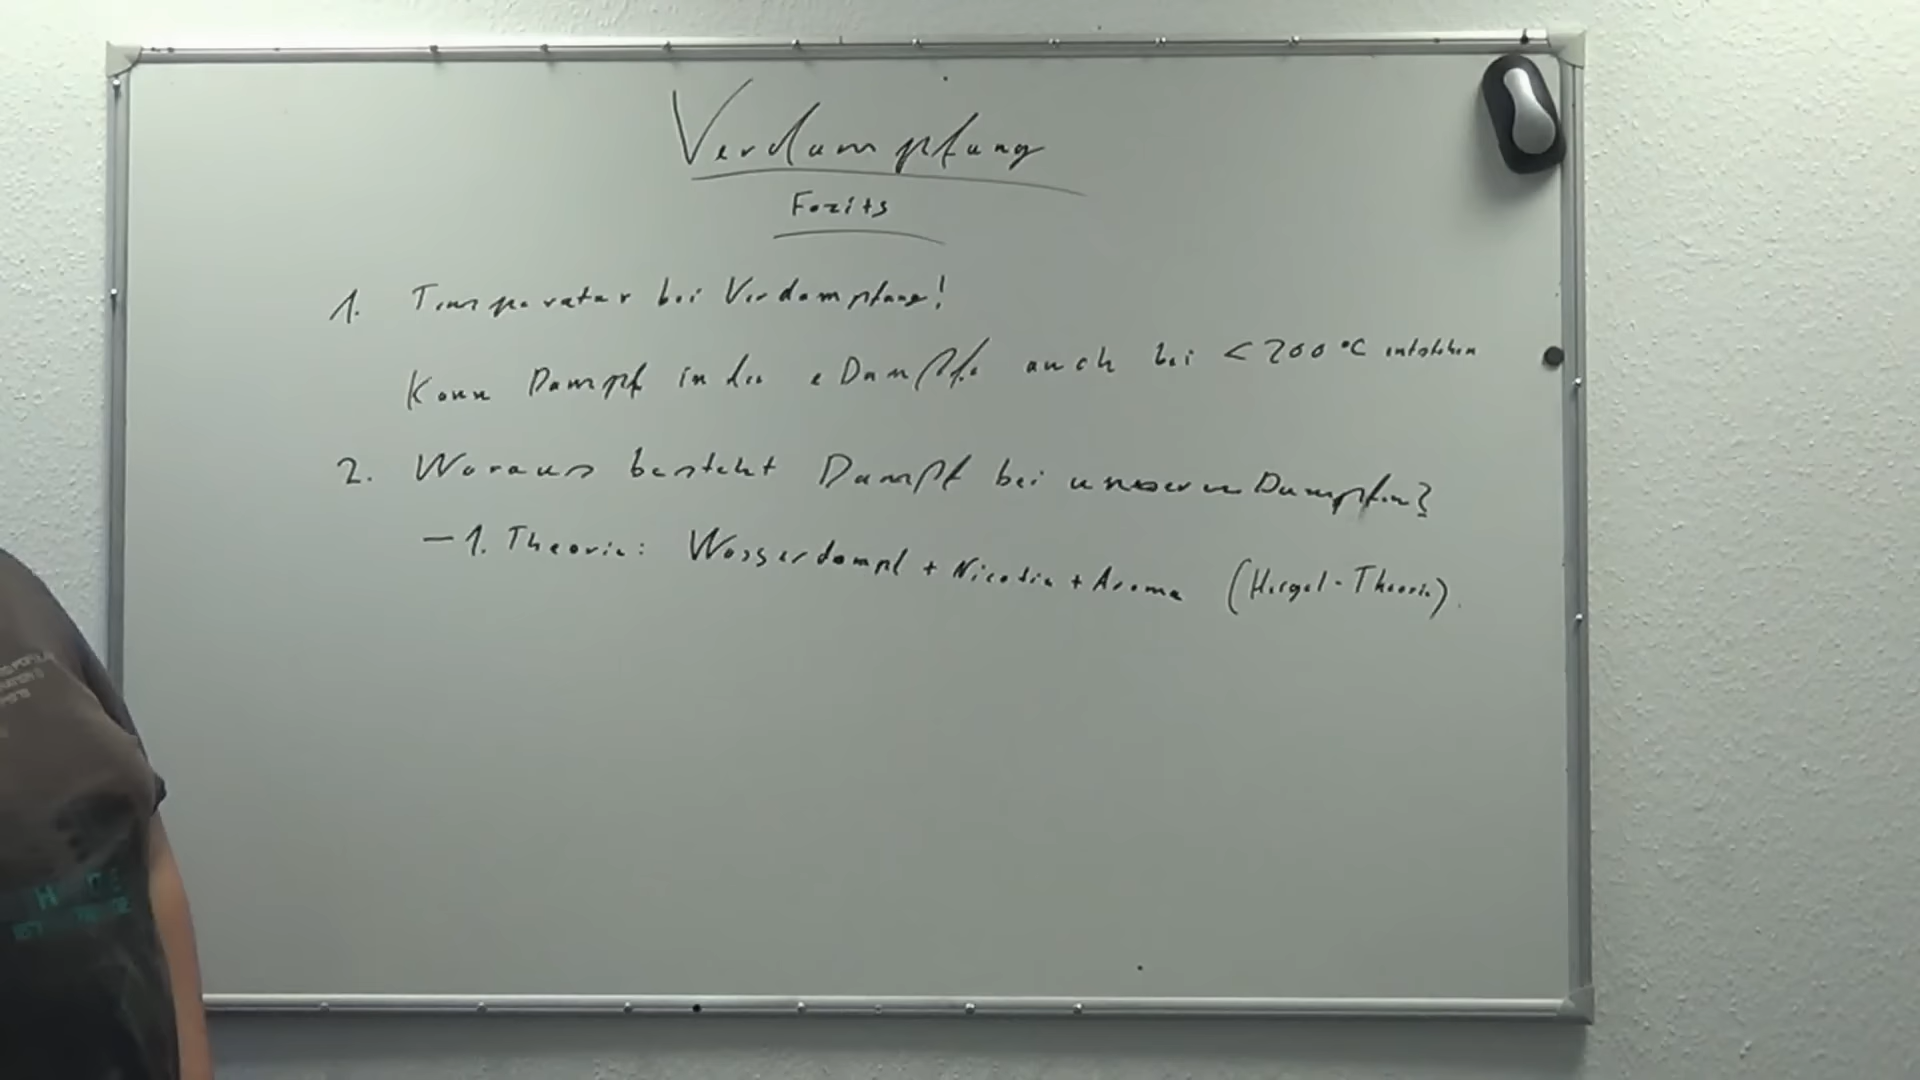 Verdampfung
Fazits
1. Temperatur bei Verdampfung!
Kann Dampf in der eDampfe auch bei < 200 °C entstehen
2. Woraus besteht Dampf bei unseren Dampfen?
- 1. Theorie: Wasserdampf + Nicotin + Aroma (Hergel-Theorie).